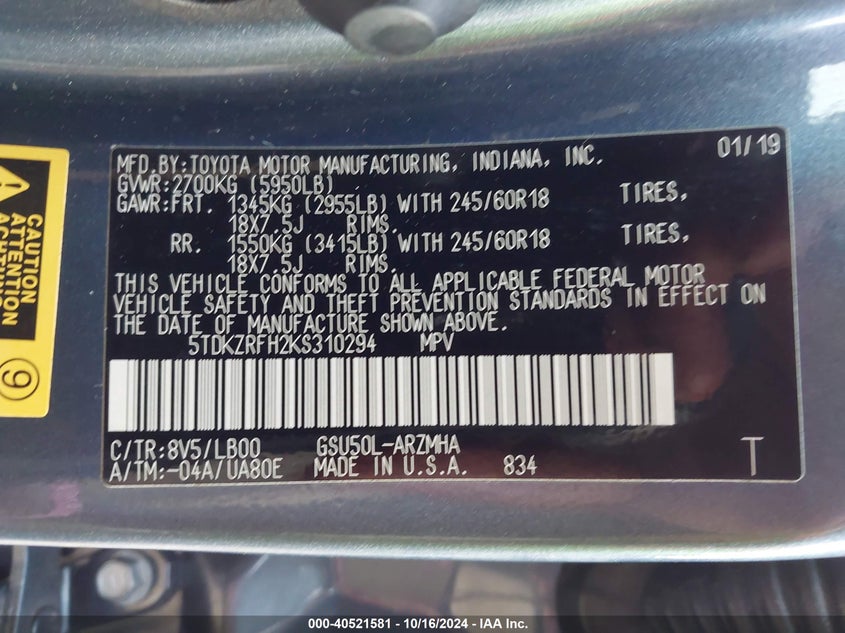 MFD.BY:TOYOTA MOTOR MANUFACTURING, INDIANA, INC. 01/19
GVWR:2700KG (5950LB)
GAWR:FRT. 1345KG (2955LB) WITH 245/60R18 TIRES,
18X7.5J RIMS.
RR. 1550KG (3415LB) WITH 245/60R18 TIRES,
18X7.5J RIMS.
THIS VEHICLE CONFORMS TO ALL APPLICABLE FEDERAL MOTOR
VEHICLE SAFETY AND THEFT PREVENTION STANDARDS IN EFFECT ON
THE DATE OF MANUFACTURE SHOWN ABOVE.
5TDKZRFH2KS310294 MPV
C/TR:8V5/LB00 GSU50L-ARZMHA
A/TM:-04A/UA80E MADE IN U.S.A. 834 T
CAUTION
ATTENTION
9
000-40521581 - 10/16/2024 - IAA Inc.